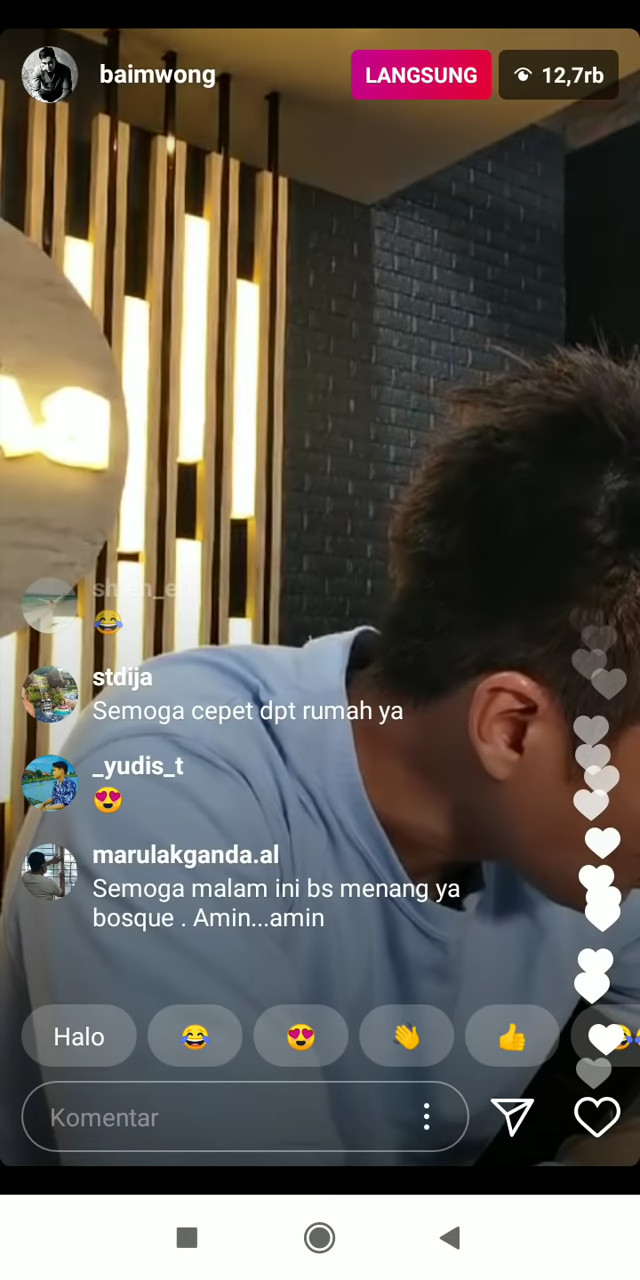 baimwong
LANGSUNG
12,7rb
😂
stdija
Semoga cepet dpt rumah ya
_yudis_t
😍
marulakganda.al
Semoga malam ini bs menang ya
bosque . Amin...amin
Halo 😂 😍 👋 👍
Komentar